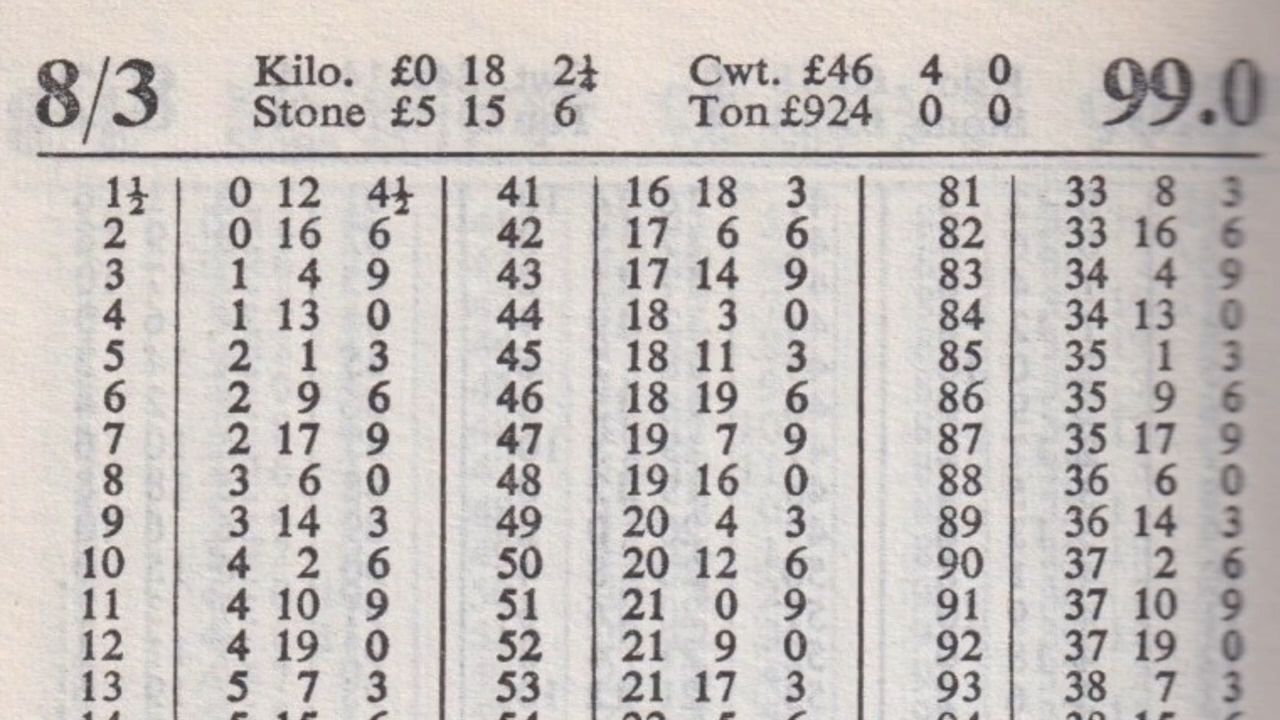 8/3 Kilo. £0 18 2¼ Cwt. £46 4 0 99.0
Stone £5 15 6 Ton £924 0 0
1½ 0 12 4½ 41 16 18 3 81 33 8 3
2 0 16 6 42 17 6 6 82 33 16 6
3 1 4 9 43 17 14 9 83 34 4 9
4 1 13 0 44 18 3 0 84 34 13 0
5 2 1 3 45 18 11 3 85 35 1 3
6 2 9 6 46 18 19 6 86 35 9 6
7 2 17 9 47 19 7 9 87 35 17 9
8 3 6 0 48 19 16 0 88 36 6 0
9 3 14 3 49 20 4 3 89 36 14 3
10 4 2 6 50 20 12 6 90 37 2 6
11 4 10 9 51 21 0 9 91 37 10 9
12 4 19 0 52 21 9 0 92 37 19 0
13 5 7 3 53 21 17 3 93 38 7 3